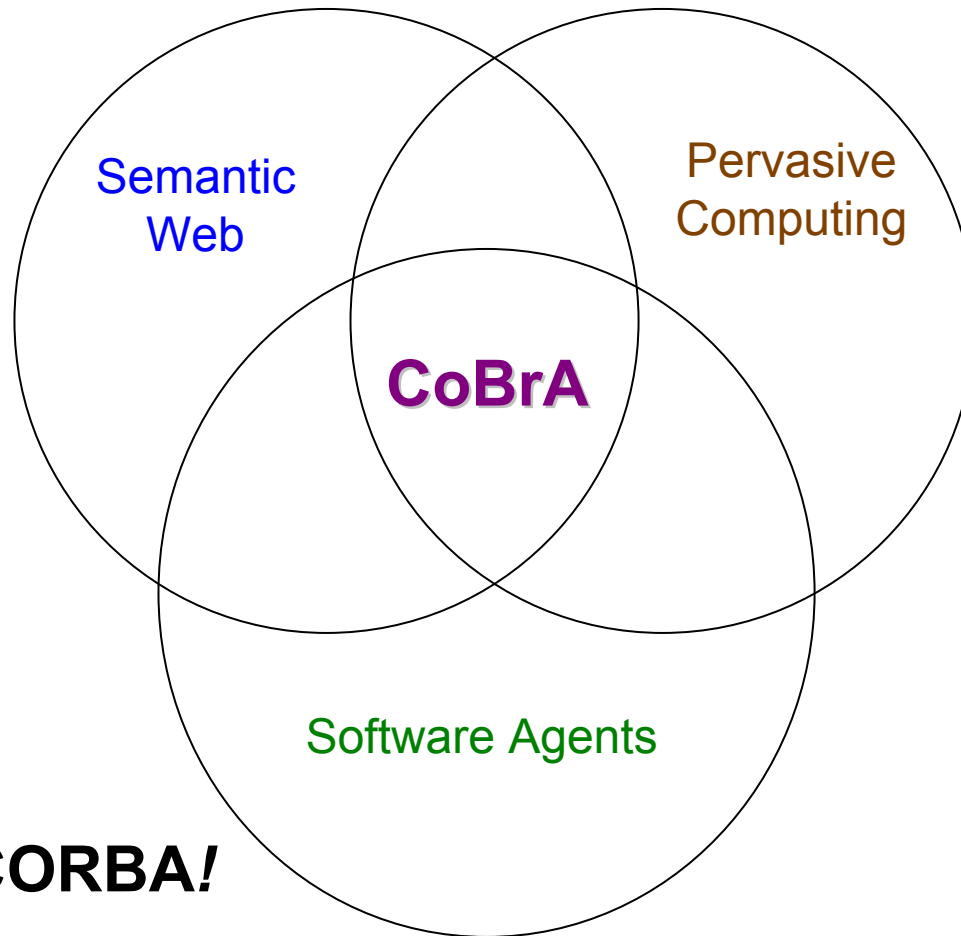 Semantic
Web
Pervasive
Computing
CoBrA
Software Agents
CORBA!